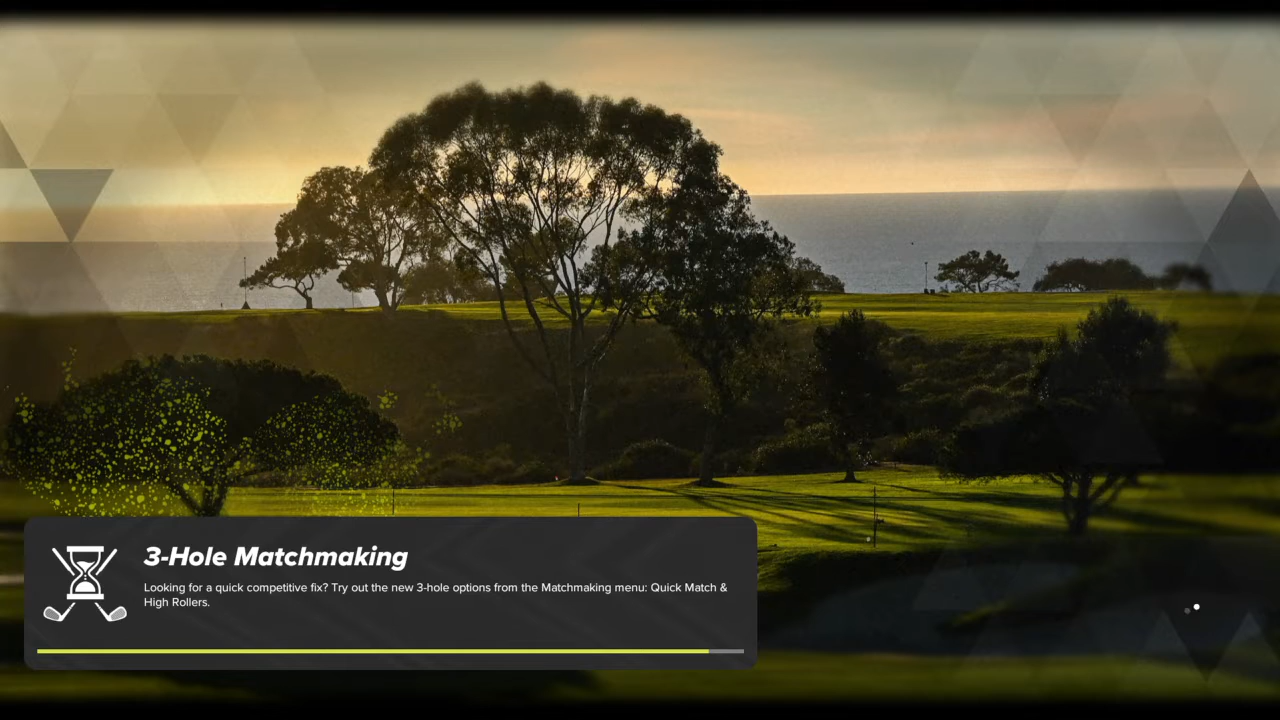 3-Hole Matchmaking
Looking for a quick competitive fix? Try out the new 3-hole options from the Matchmaking menu: Quick Match &
High Rollers.